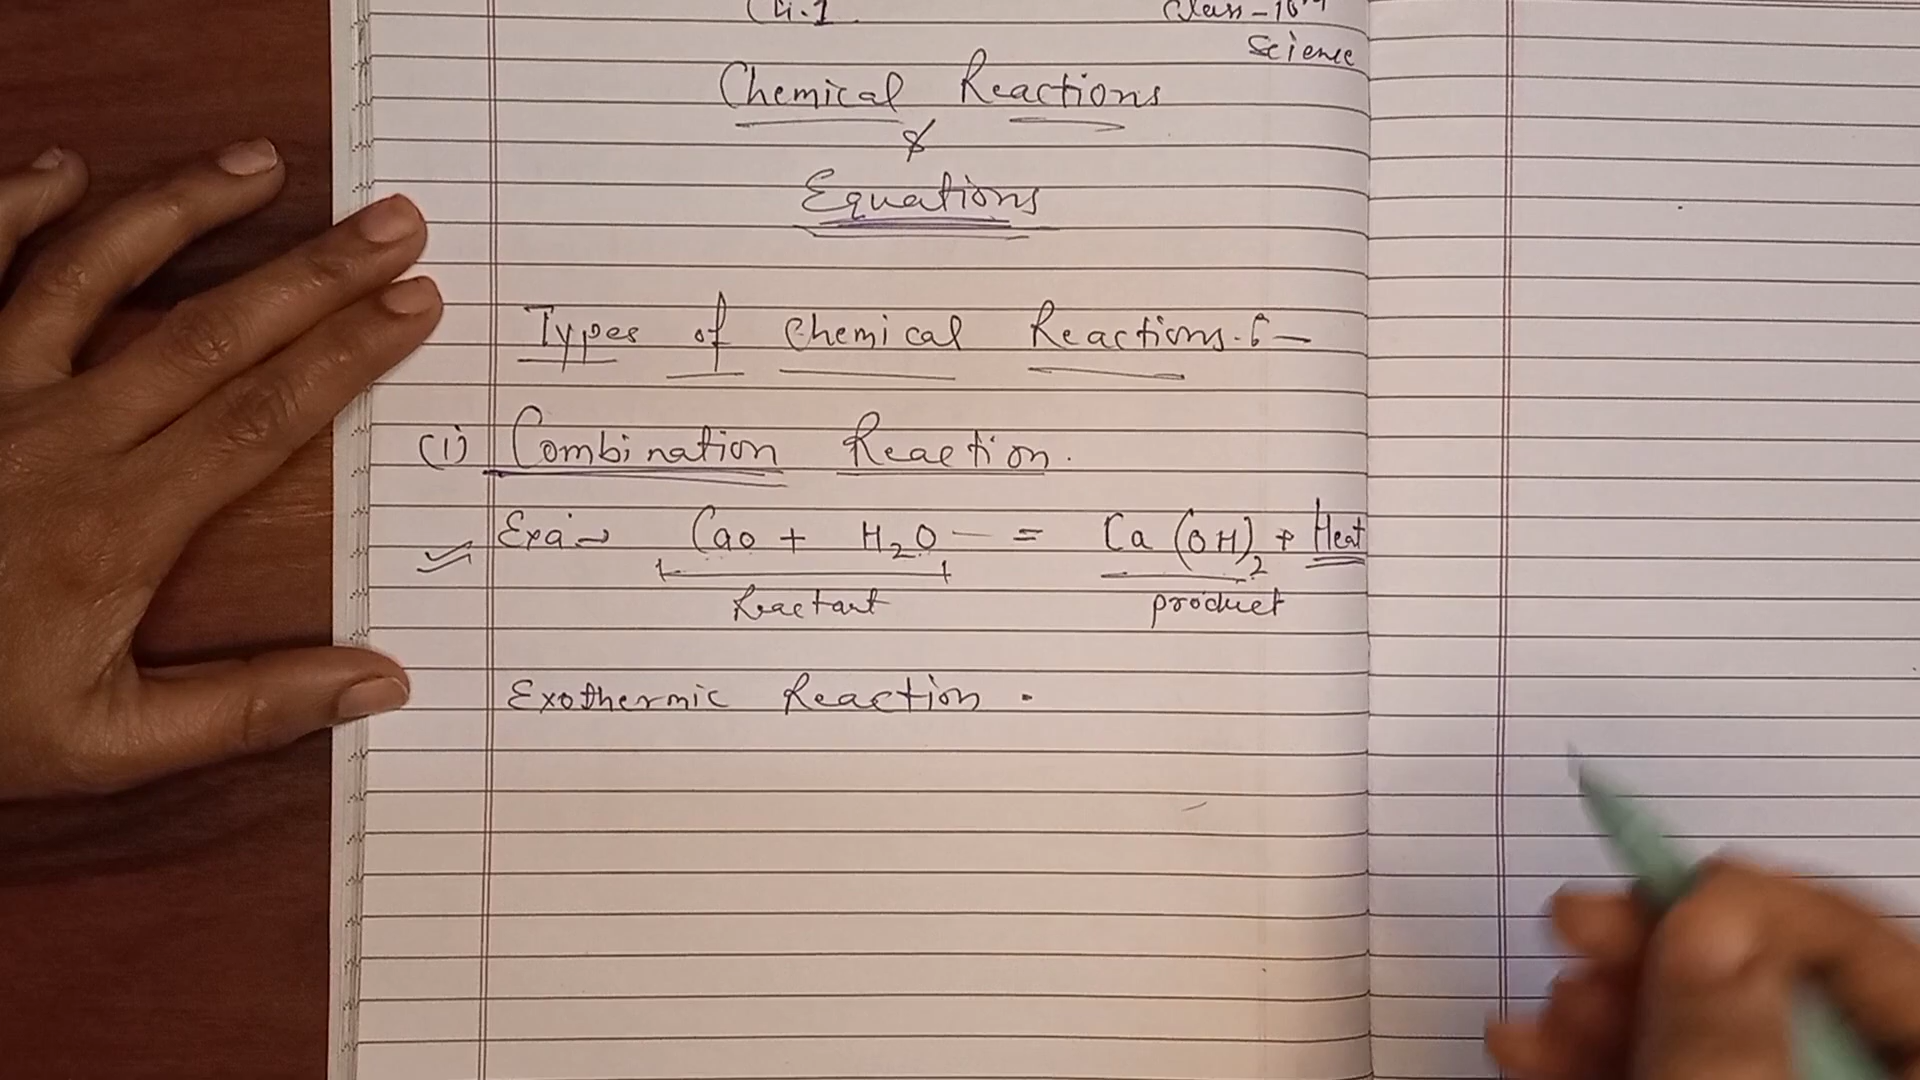 Ch.1 Class-10th
Science
Chemical Reactions
&
Equations
Types of Chemical Reactions.:-
(i) Combination Reaction.
Exa:→ CaO + H₂O — = Ca(OH)₂ + Heat
Reactant product
Exothermic Reaction.